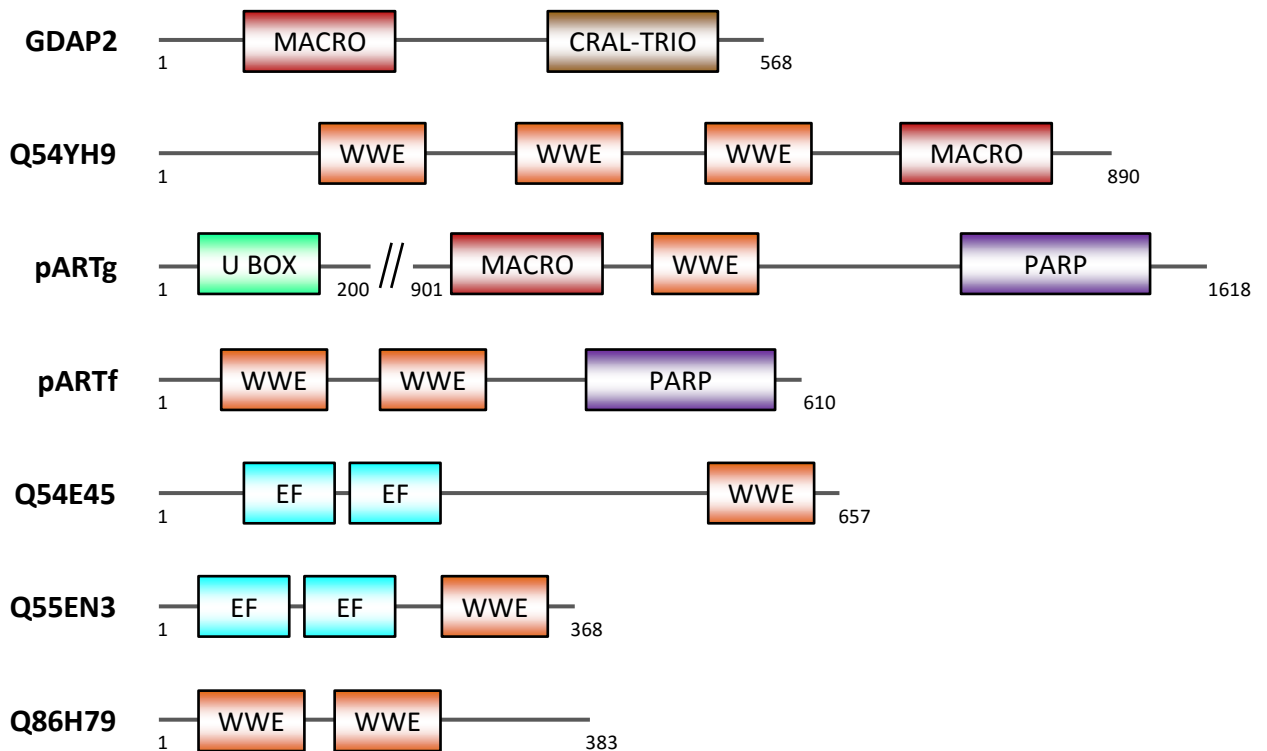 GDAP2 MACRO CRAL-TRIO
1 568
Q54YH9 WWE WWE WWE MACRO
1 890
pARTg U BOX // MACRO WWE PARP
1 200 901 1618
pARTf WWE WWE PARP
1 610
Q54E45 EF EF WWE
1 657
Q55EN3 EF EF WWE
1 368
Q86H79 WWE WWE
1 383